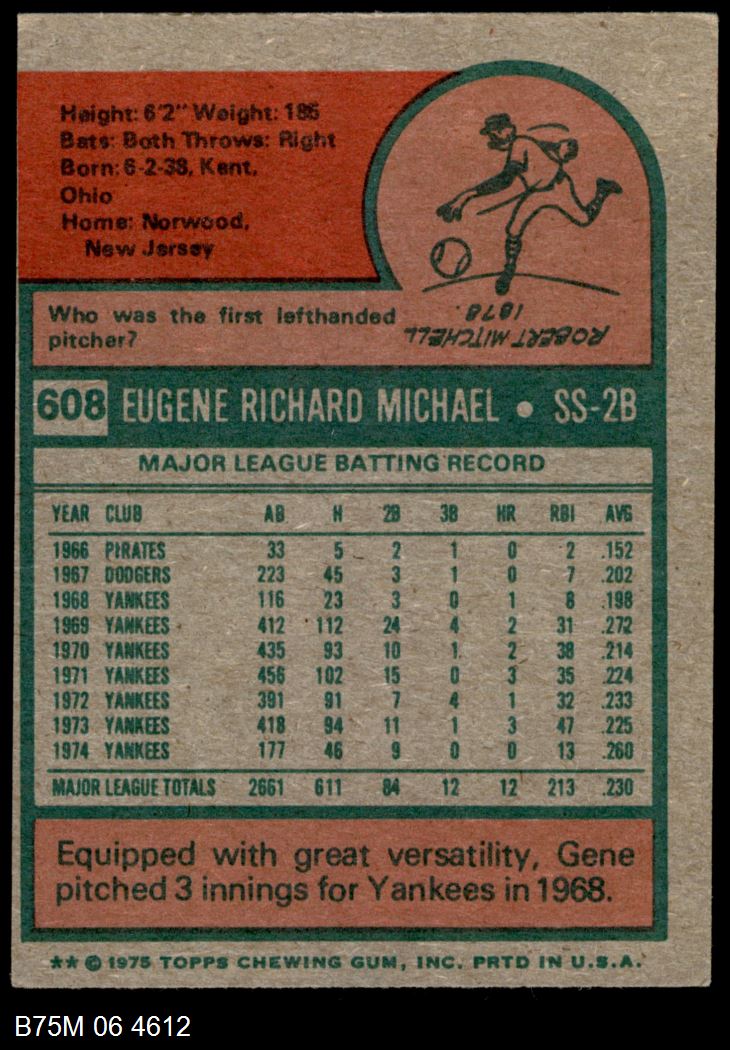 Height: 6'2" Weight: 185
Bats: Both Throws: Right
Born: 6-2-38, Kent,
Ohio
Home: Norwood,
New Jersey
Who was the first lefthanded
pitcher?
ROBERT MITCHELL
1878.
608 EUGENE RICHARD MICHAEL • SS-2B
MAJOR LEAGUE BATTING RECORD
YEAR CLUB AB H 2B 3B HR RBI AVG
1966 PIRATES 33 5 2 1 0 2 .152
1967 DODGERS 223 45 3 1 0 7 .202
1968 YANKEES 116 23 3 0 1 8 .198
1969 YANKEES 412 112 24 4 2 31 .272
1970 YANKEES 435 93 10 1 2 38 .214
1971 YANKEES 456 102 15 0 3 35 .224
1972 YANKEES 391 91 7 4 1 32 .233
1973 YANKEES 418 94 11 1 3 47 .225
1974 YANKEES 177 46 9 0 0 13 .260
MAJOR LEAGUE TOTALS 2661 611 84 12 12 213 .230
Equipped with great versatility, Gene
pitched 3 innings for Yankees in 1968.
** © 1975 TOPPS CHEWING GUM, INC. PRTD IN U.S.A.
B75M 06 4612